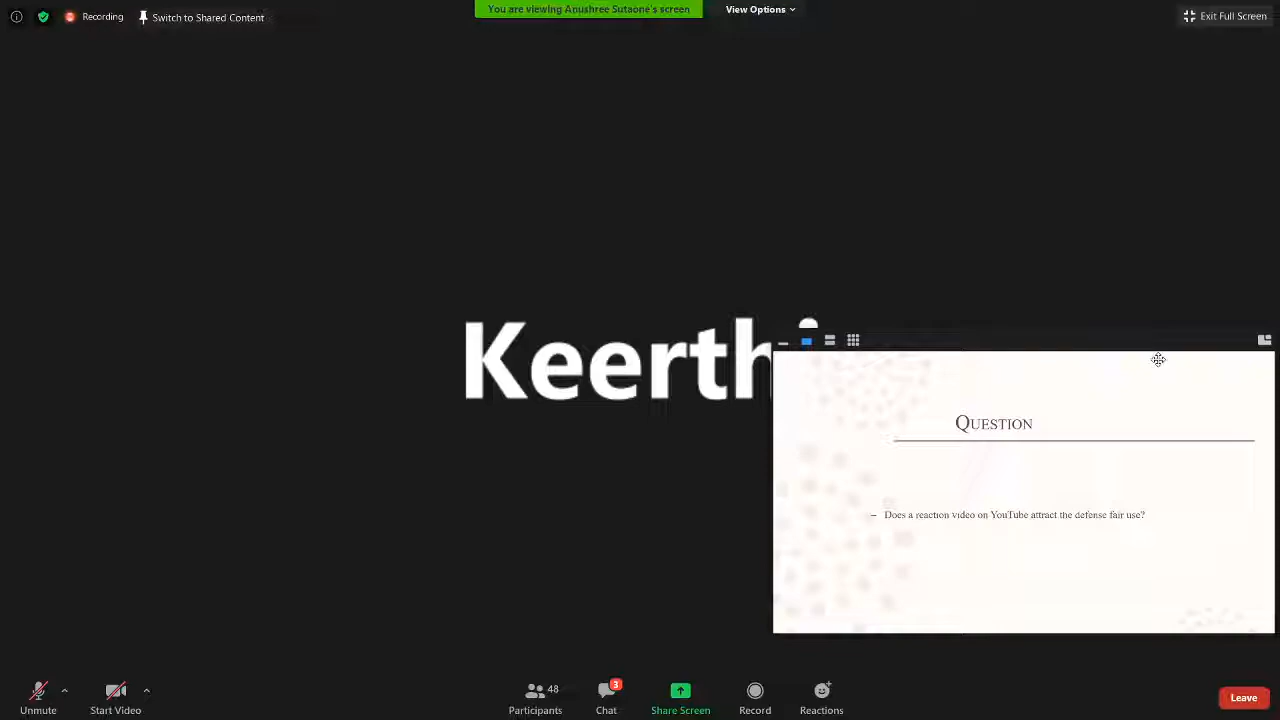 Recording
Switch to Shared Content
You are viewing Anushree Sutaone's screen
View Options
Exit Full Screen
Keerth
QUESTION
– Does a reaction video on YouTube attract the defense fair use?
Unmute
Start Video
48
Participants
3
Chat
Share Screen
Record
Reactions
Leave